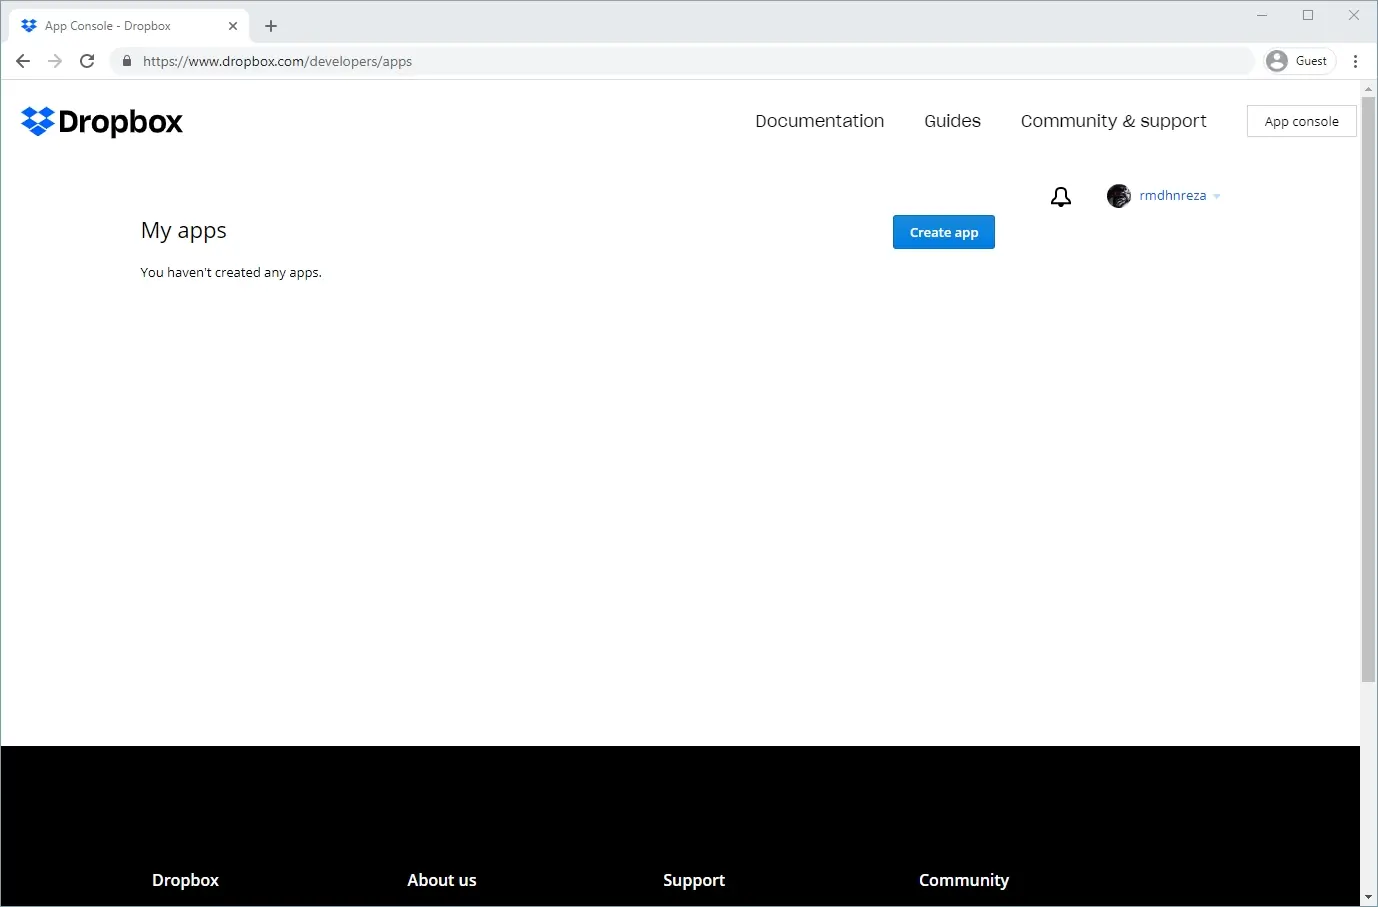 App Console - Dropbox
https://www.dropbox.com/developers/apps
Guest
Dropbox
Documentation
Guides
Community & support
App console
rmdhnreza
My apps
Create app
You haven't created any apps.
Dropbox
About us
Support
Community